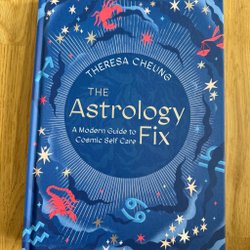 THERESA CHEUNG
THE
Astrology
Fix
A Modern Guide to
Cosmic Self Care